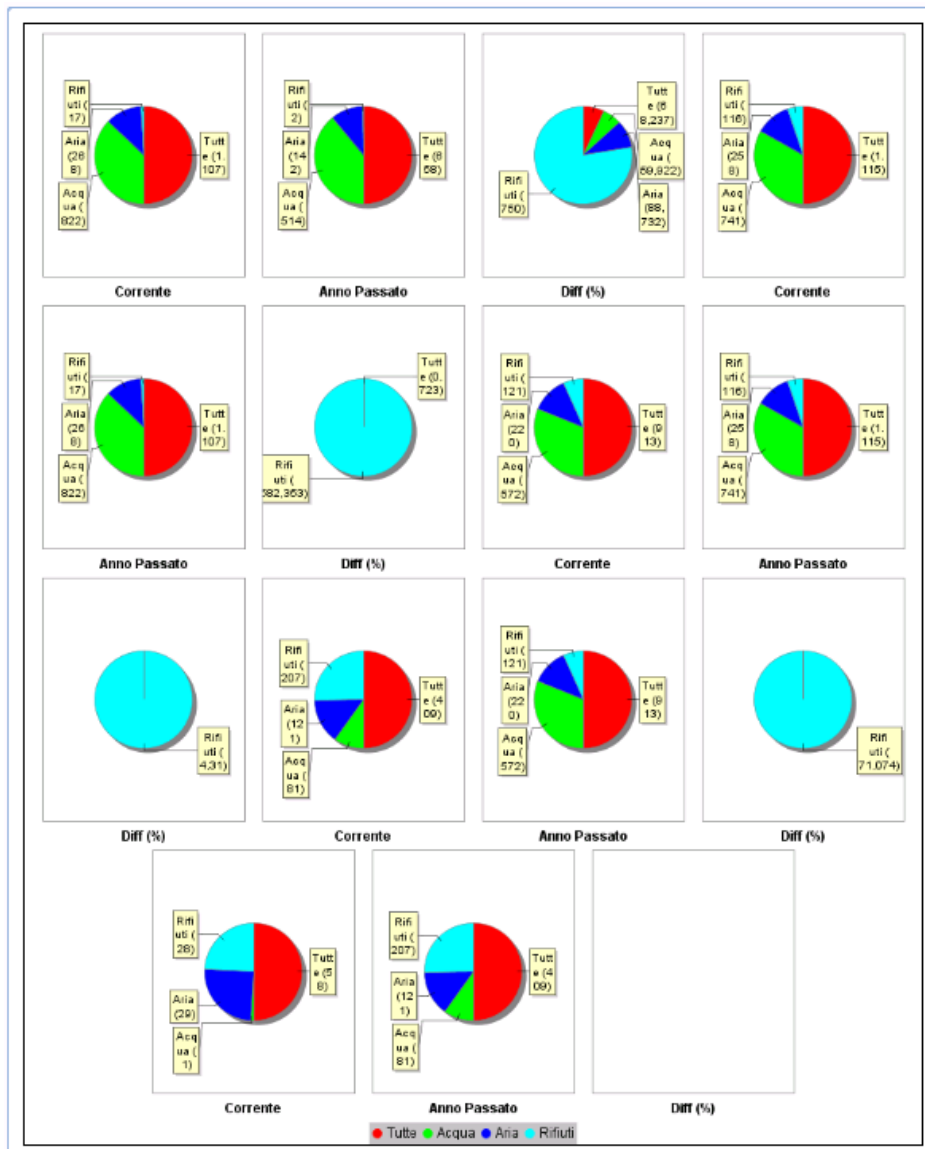 Rifi
uti (
17)
Aria
(26
8)
Acq
ua (
822)
Tutt
e (1.
107)
Corrente
Rifi
uti (
2)
Aria
(14
2)
Acq
ua (
514)
Tutt
e (6
58)
Anno Passato
Tutt
e (6
8,237)
Acq
ua (
59,922)
Aria
(88,
732)
Rifi
uti (
750)
Diff (%)
Rifi
uti (
116)
Aria
(25
8)
Acq
ua (
741)
Tutt
e (1.
115)
Corrente
Rifi
uti (
17)
Aria
(26
8)
Acq
ua (
822)
Tutt
e (1.
107)
Anno Passato
Tutt
e (0,
723)
Rifi
uti (
582,353)
Diff (%)
Rifi
uti (
121)
Aria
(22
0)
Acq
ua (
572)
Tutt
e (9
13)
Corrente
Rifi
uti (
116)
Aria
(25
8)
Acq
ua (
741)
Tutt
e (1.
115)
Anno Passato
Rifi
uti (
4,31)
Diff (%)
Rifi
uti (
207)
Aria
(12
1)
Acq
ua (
81)
Tutt
e (4
09)
Corrente
Rifi
uti (
121)
Aria
(22
0)
Acq
ua (
572)
Tutt
e (9
13)
Anno Passato
Rifi
uti (
71,074)
Diff (%)
Rifi
uti (
28)
Aria
(29)
Acq
ua (
1)
Tutt
e (5
8)
Corrente
Rifi
uti (
207)
Aria
(12
1)
Acq
ua (
81)
Tutt
e (4
09)
Anno Passato
Diff (%)
Tutte Acqua Aria Rifiuti